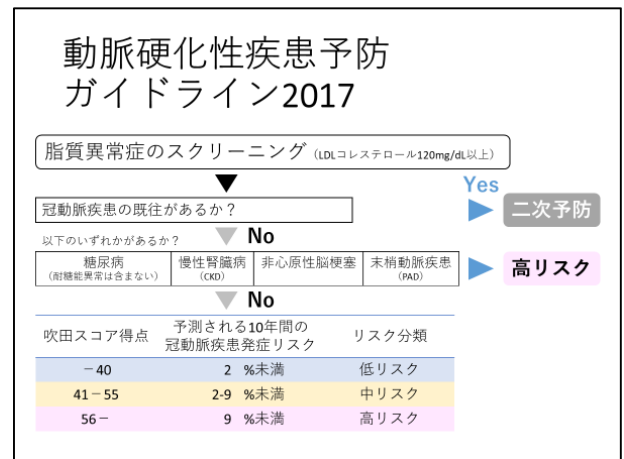 動脈硬化性疾患予防
ガイドライン2017
脂質異常症のスクリーニング（LDLコレステロール120mg/dL以上）
Yes
冠動脈疾患の既往があるか？
二次予防
以下のいずれかがあるか？
No
糖尿病
（耐糖能異常は含まない）
慢性腎臓病
（CKD）
非心原性脳梗塞
末梢動脈疾患
（PAD）
高リスク
No
吹田スコア得点
予測される10年間の
冠動脈疾患発症リスク
リスク分類
－40 2 %未満 低リスク
41－55 2-9 %未満 中リスク
56－ 9 %未満 高リスク